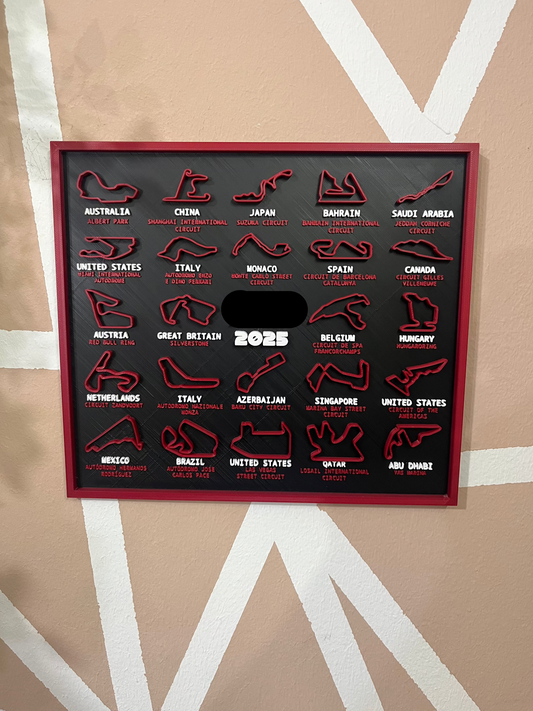 AUSTRALIA
ALBERT PARK
CHINA
SHANGHAI INTERNATIONAL
CIRCUIT
JAPAN
SUZUKA CIRCUIT
BAHRAIN
BAHRAIN INTERNATIONAL
CIRCUIT
SAUDI ARABIA
JEDDAH CORNICHE
CIRCUIT
UNITED STATES
MIAMI INTERNATIONAL
AUTODROME
ITALY
AUTODROMO ENZO
E DINO FERRARI
MONACO
MONTE CARLO STREET
CIRCUIT
SPAIN
CIRCUIT DE BARCELONA
CATALUNYA
CANADA
CIRCUIT GILLES
VILLENEUVE
AUSTRIA
RED BULL RING
GREAT BRITAIN
SILVERSTONE
2025
BELGIUM
CIRCUIT DE SPA
FRANCORCHAMPS
HUNGARY
HUNGARORING
NETHERLANDS
CIRCUIT ZANDVOORT
ITALY
AUTODROMO NAZIONALE
MONZA
AZERBAIJAN
BAKU CITY CIRCUIT
SINGAPORE
MARINA BAY STREET
CIRCUIT
UNITED STATES
CIRCUIT OF THE
AMERICAS
MEXICO
AUTÓDROMO HERMANOS
RODRÍGUEZ
BRAZIL
AUTÓDROMO JOSÉ
CARLOS PACE
UNITED STATES
LAS VEGAS
STREET CIRCUIT
QATAR
LOSAIL INTERNATIONAL
CIRCUIT
ABU DHABI
YAS MARINA